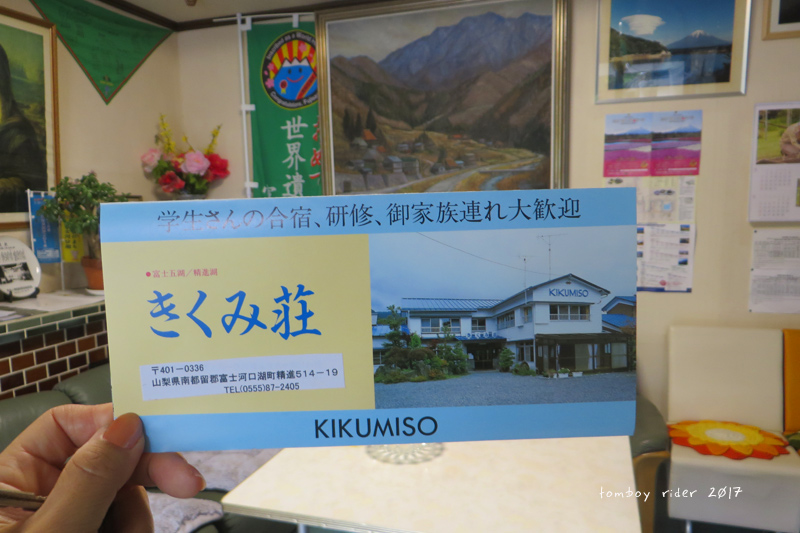 世界遺
学生さんの合宿、研修、御家族連れ大歓迎
●富士五湖／精進湖
きくみ荘
〒401-0336
山梨県南都留郡富士河口湖町精進514-19
TEL(0555)87-2405
KIKUMISO
KIKUMISO
tomboy rider 2017